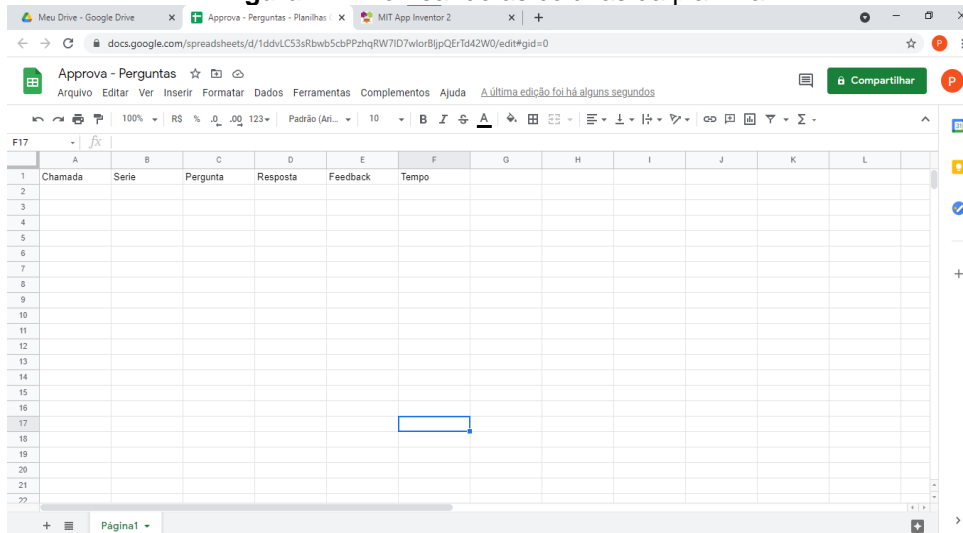 Meu Drive - Google Drive
Approva - Perguntas - Planilhas
MIT App Inventor 2
docs.google.com/spreadsheets/d/1ddvLC53sRbwb5cbPPzhqRW7ID7wlorBljpQErTd42W0/edit#gid=0
P
Approva - Perguntas
Compartilhar
P
Arquivo Editar Ver Inserir Formatar Dados Ferramentas Complementos Ajuda A última edição foi há alguns segundos
100% R$ % .0 .00 123 Padrão (Ari... 10 B I S A
31
F17 fx
A B C D E F G H I J K L
1 Chamada Serie Pergunta Resposta Feedback Tempo
2
3
4
5
6
7
8
9
10
11
12
13
14
15
16
17
18
19
20
21
22
Página1